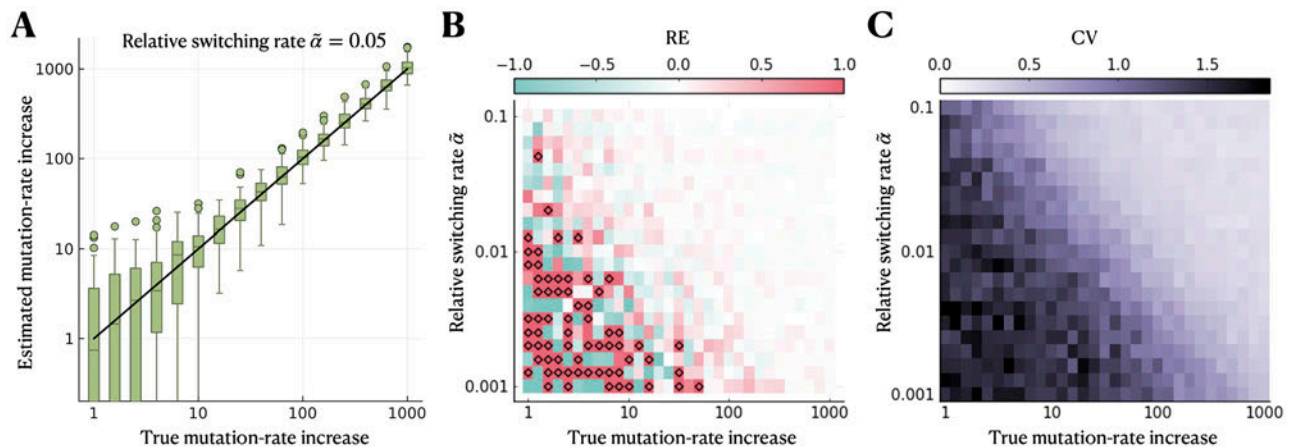 A
Relative switching rate α̃ = 0.05
Estimated mutation-rate increase
1000
100
10
1
1
10
100
1000
True mutation-rate increase
B
RE
−1.0
−0.5
0.0
0.5
1.0
Relative switching rate α̃
0.1
0.01
0.001
1
10
100
1000
True mutation-rate increase
C
CV
0.0
0.5
1.0
1.5
Relative switching rate α̃
0.1
0.01
0.001
1
10
100
1000
True mutation-rate increase